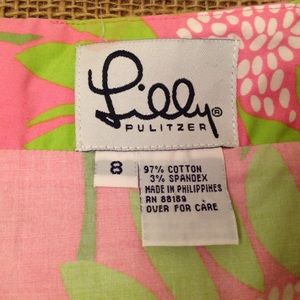 Lilly®
PULITZER
8
97% COTTON
3% SPANDEX
MADE IN PHILIPPINES
RN 88189
OVER FOR CARE